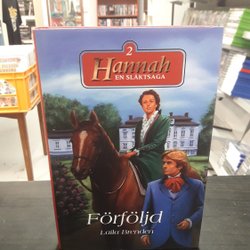 2
Hannah
EN SLÄKTSAGA
Förföljd
Laila Brenden